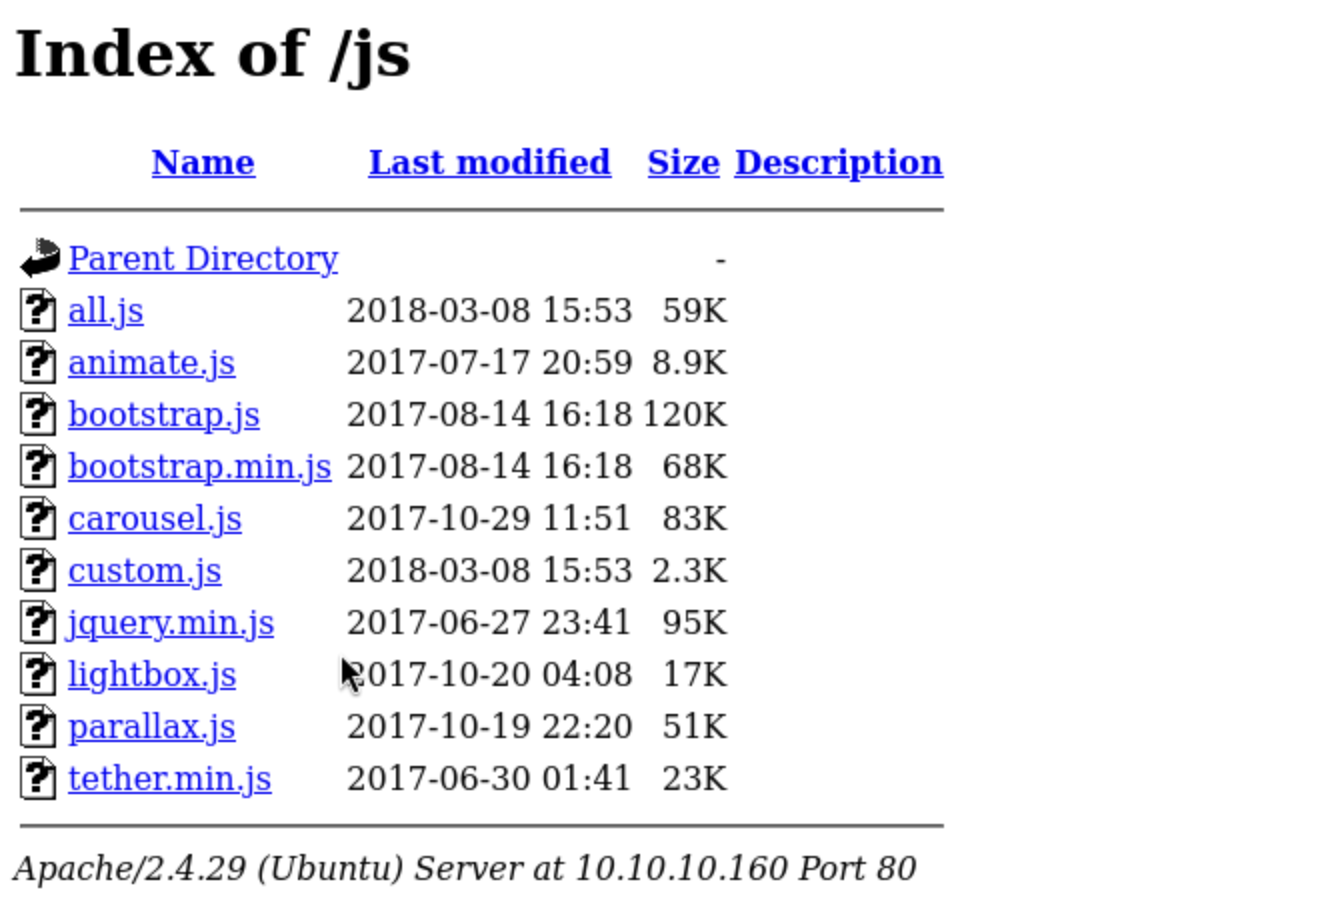 Index of /js
Name Last modified Size Description
Parent Directory -
all.js 2018-03-08 15:53 59K
animate.js 2017-07-17 20:59 8.9K
bootstrap.js 2017-08-14 16:18 120K
bootstrap.min.js 2017-08-14 16:18 68K
carousel.js 2017-10-29 11:51 83K
custom.js 2018-03-08 15:53 2.3K
jquery.min.js 2017-06-27 23:41 95K
lightbox.js 2017-10-20 04:08 17K
parallax.js 2017-10-19 22:20 51K
tether.min.js 2017-06-30 01:41 23K
Apache/2.4.29 (Ubuntu) Server at 10.10.10.160 Port 80